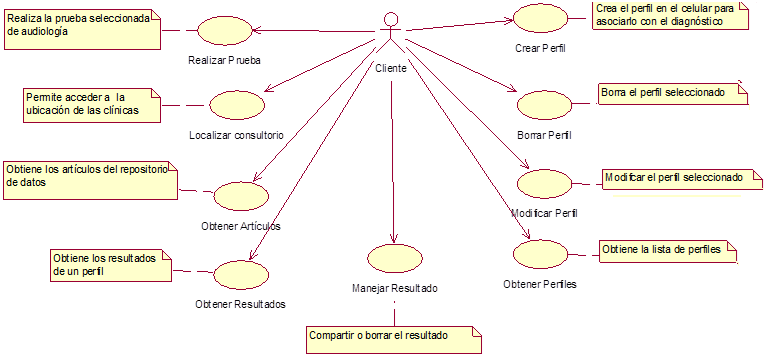 Realiza la prueba seleccionada
de audiología
Realizar Prueba
Cliente
Crear Perfil
Crea el perfil en el celular para
asociarlo con el diagnóstico
Permite acceder a la
ubicación de las clínicas
Localizar consultorio
Borrar Perfil
Borra el perfil seleccionado
Obtiene los artículos del repositorio
de datos
Obtener Artículos
Modificar Perfil
Modificar el perfil seleccionado
Obtiene los resultados
de un perfil
Obtener Resultados
Manejar Resultado
Obtener Perfiles
Obtiene la lista de perfiles
Compartir o borrar el resultado